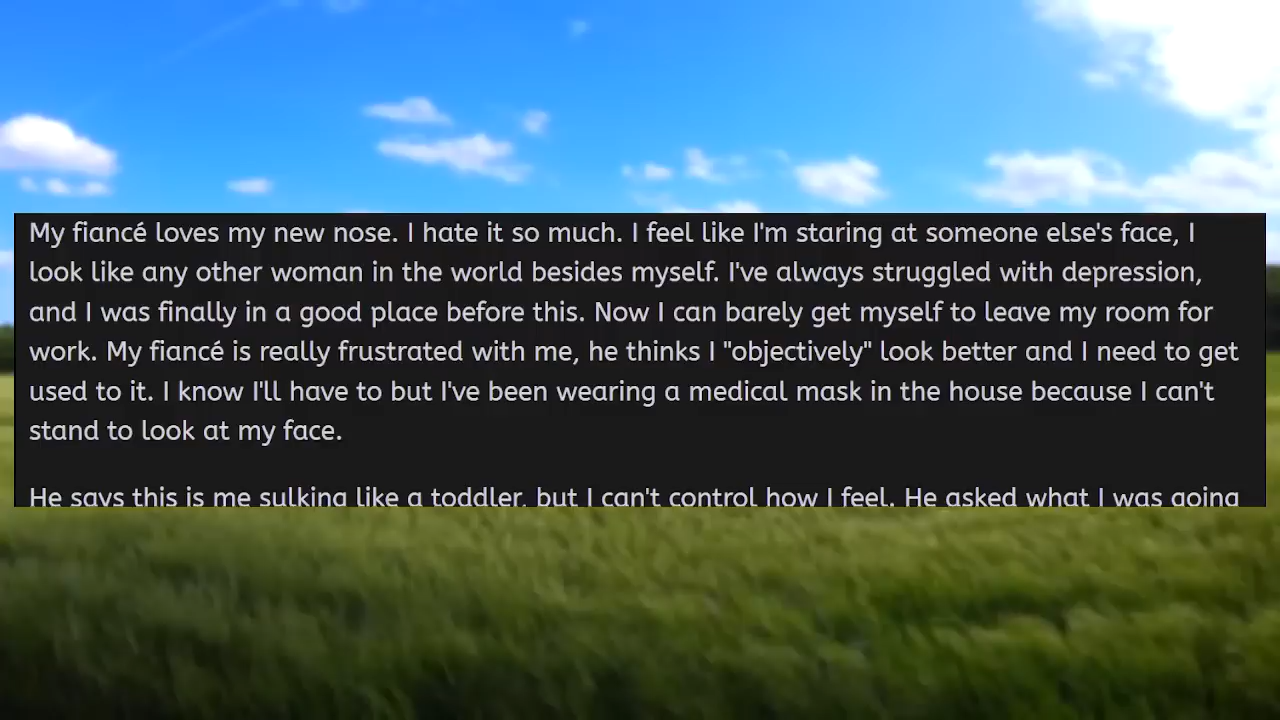 My fiancé loves my new nose. I hate it so much. I feel like I'm staring at someone else's face, I
look like any other woman in the world besides myself. I've always struggled with depression,
and I was finally in a good place before this. Now I can barely get myself to leave my room for
work. My fiancé is really frustrated with me, he thinks I "objectively" look better and I need to get
used to it. I know I'll have to but I've been wearing a medical mask in the house because I can't
stand to look at my face.
He says this is me sulking like a toddler, but I can't control how I feel. He asked what I was going